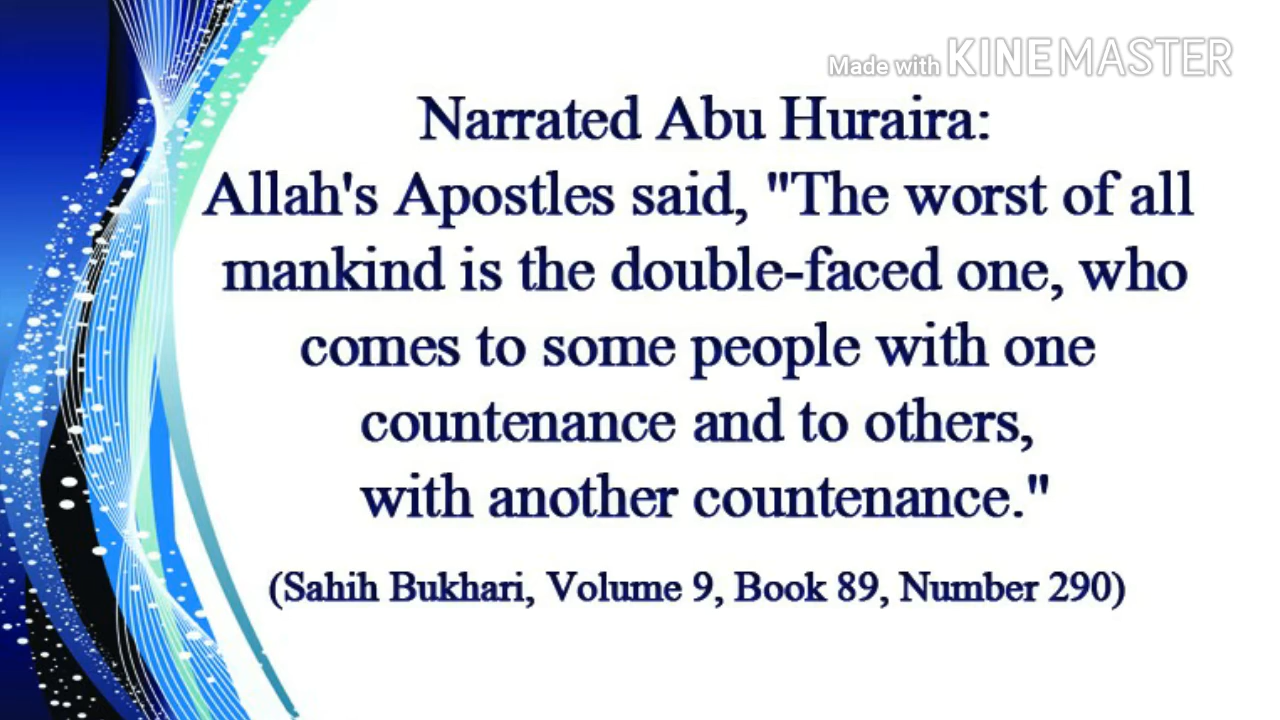 Made with KINEMASTER
Narrated Abu Huraira:
Allah's Apostles said, "The worst of all
mankind is the double-faced one, who
comes to some people with one
countenance and to others,
with another countenance."
(Sahih Bukhari, Volume 9, Book 89, Number 290)